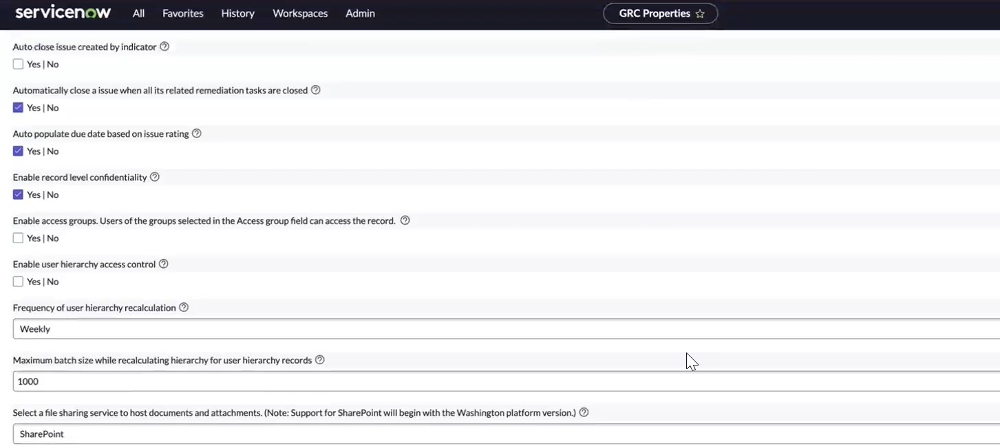 servicenow All Favorites History Workspaces Admin GRC Properties
Auto close issue created by indicator
Yes | No
Automatically close a issue when all its related remediation tasks are closed
Yes | No
Auto populate due date based on issue rating
Yes | No
Enable record level confidentiality
Yes | No
Enable access groups. Users of the groups selected in the Access group field can access the record.
Yes | No
Enable user hierarchy access control
Yes | No
Frequency of user hierarchy recalculation
Weekly
Maximum batch size while recalculating hierarchy for user hierarchy records
1000
Select a file sharing service to host documents and attachments. (Note: Support for SharePoint will begin with the Washington platform version.)
SharePoint